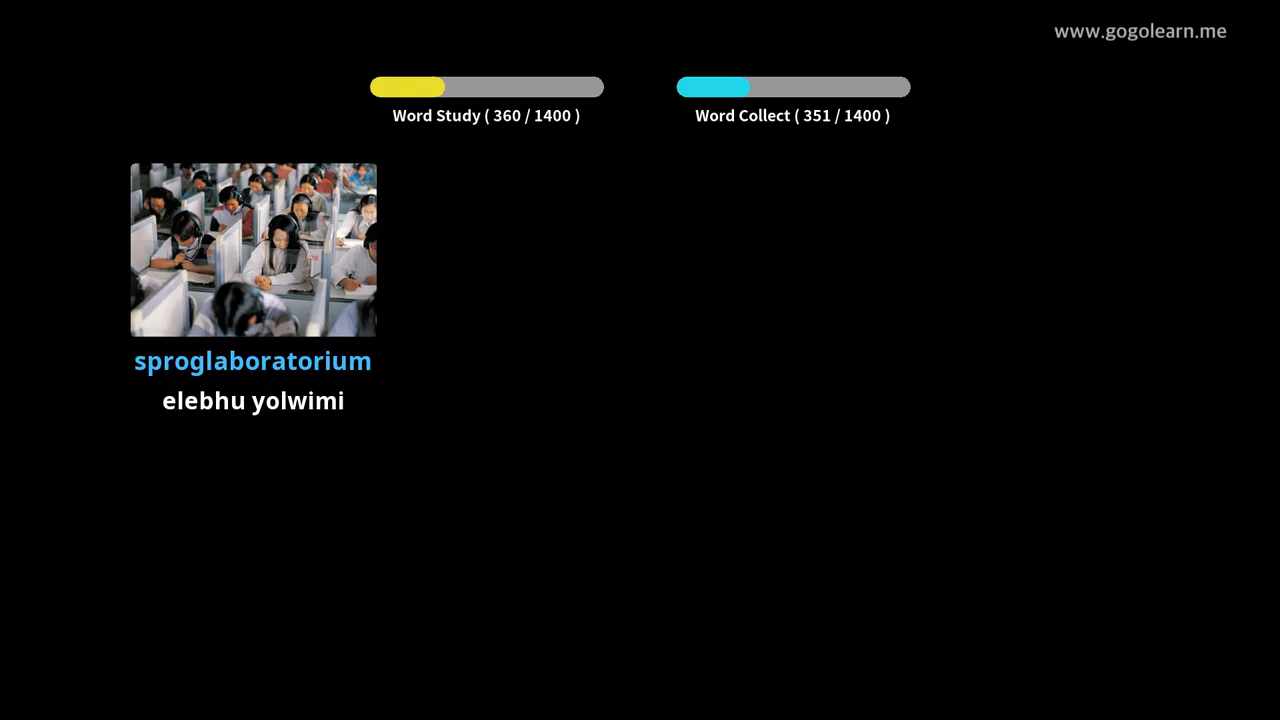 www.gogolearn.me
Word Study ( 360 / 1400 )
Word Collect ( 351 / 1400 )
sproglaboratorium
elebhu yolwimi